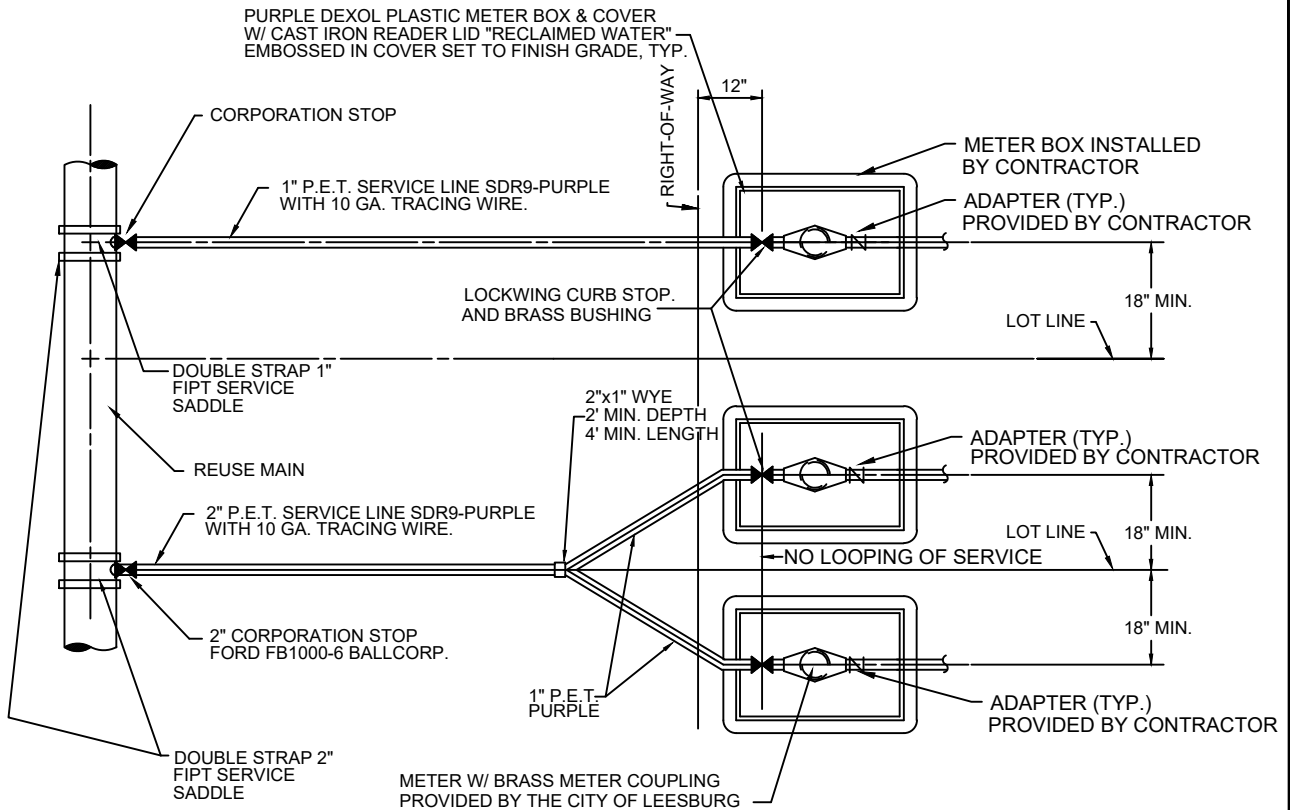 PURPLE DEXOL PLASTIC METER BOX & COVER
W/ CAST IRON READER LID "RECLAIMED WATER"
EMBOSSED IN COVER SET TO FINISH GRADE, TYP.
RIGHT-OF-WAY
12"
CORPORATION STOP
METER BOX INSTALLED
BY CONTRACTOR
1" P.E.T. SERVICE LINE SDR9-PURPLE
WITH 10 GA. TRACING WIRE.
ADAPTER (TYP.)
PROVIDED BY CONTRACTOR
LOCKWING CURB STOP.
AND BRASS BUSHING
18" MIN.
LOT LINE
DOUBLE STRAP 1"
FIPT SERVICE
SADDLE
2"x1" WYE
2' MIN. DEPTH
4' MIN. LENGTH
ADAPTER (TYP.)
PROVIDED BY CONTRACTOR
REUSE MAIN
2" P.E.T. SERVICE LINE SDR9-PURPLE
WITH 10 GA. TRACING WIRE.
18" MIN.
LOT LINE
NO LOOPING OF SERVICE
18" MIN.
2" CORPORATION STOP
FORD FB1000-6 BALLCORP.
1" P.E.T.
PURPLE
ADAPTER (TYP.)
PROVIDED BY CONTRACTOR
DOUBLE STRAP 2"
FIPT SERVICE
SADDLE
METER W/ BRASS METER COUPLING
PROVIDED BY THE CITY OF LEESBURG